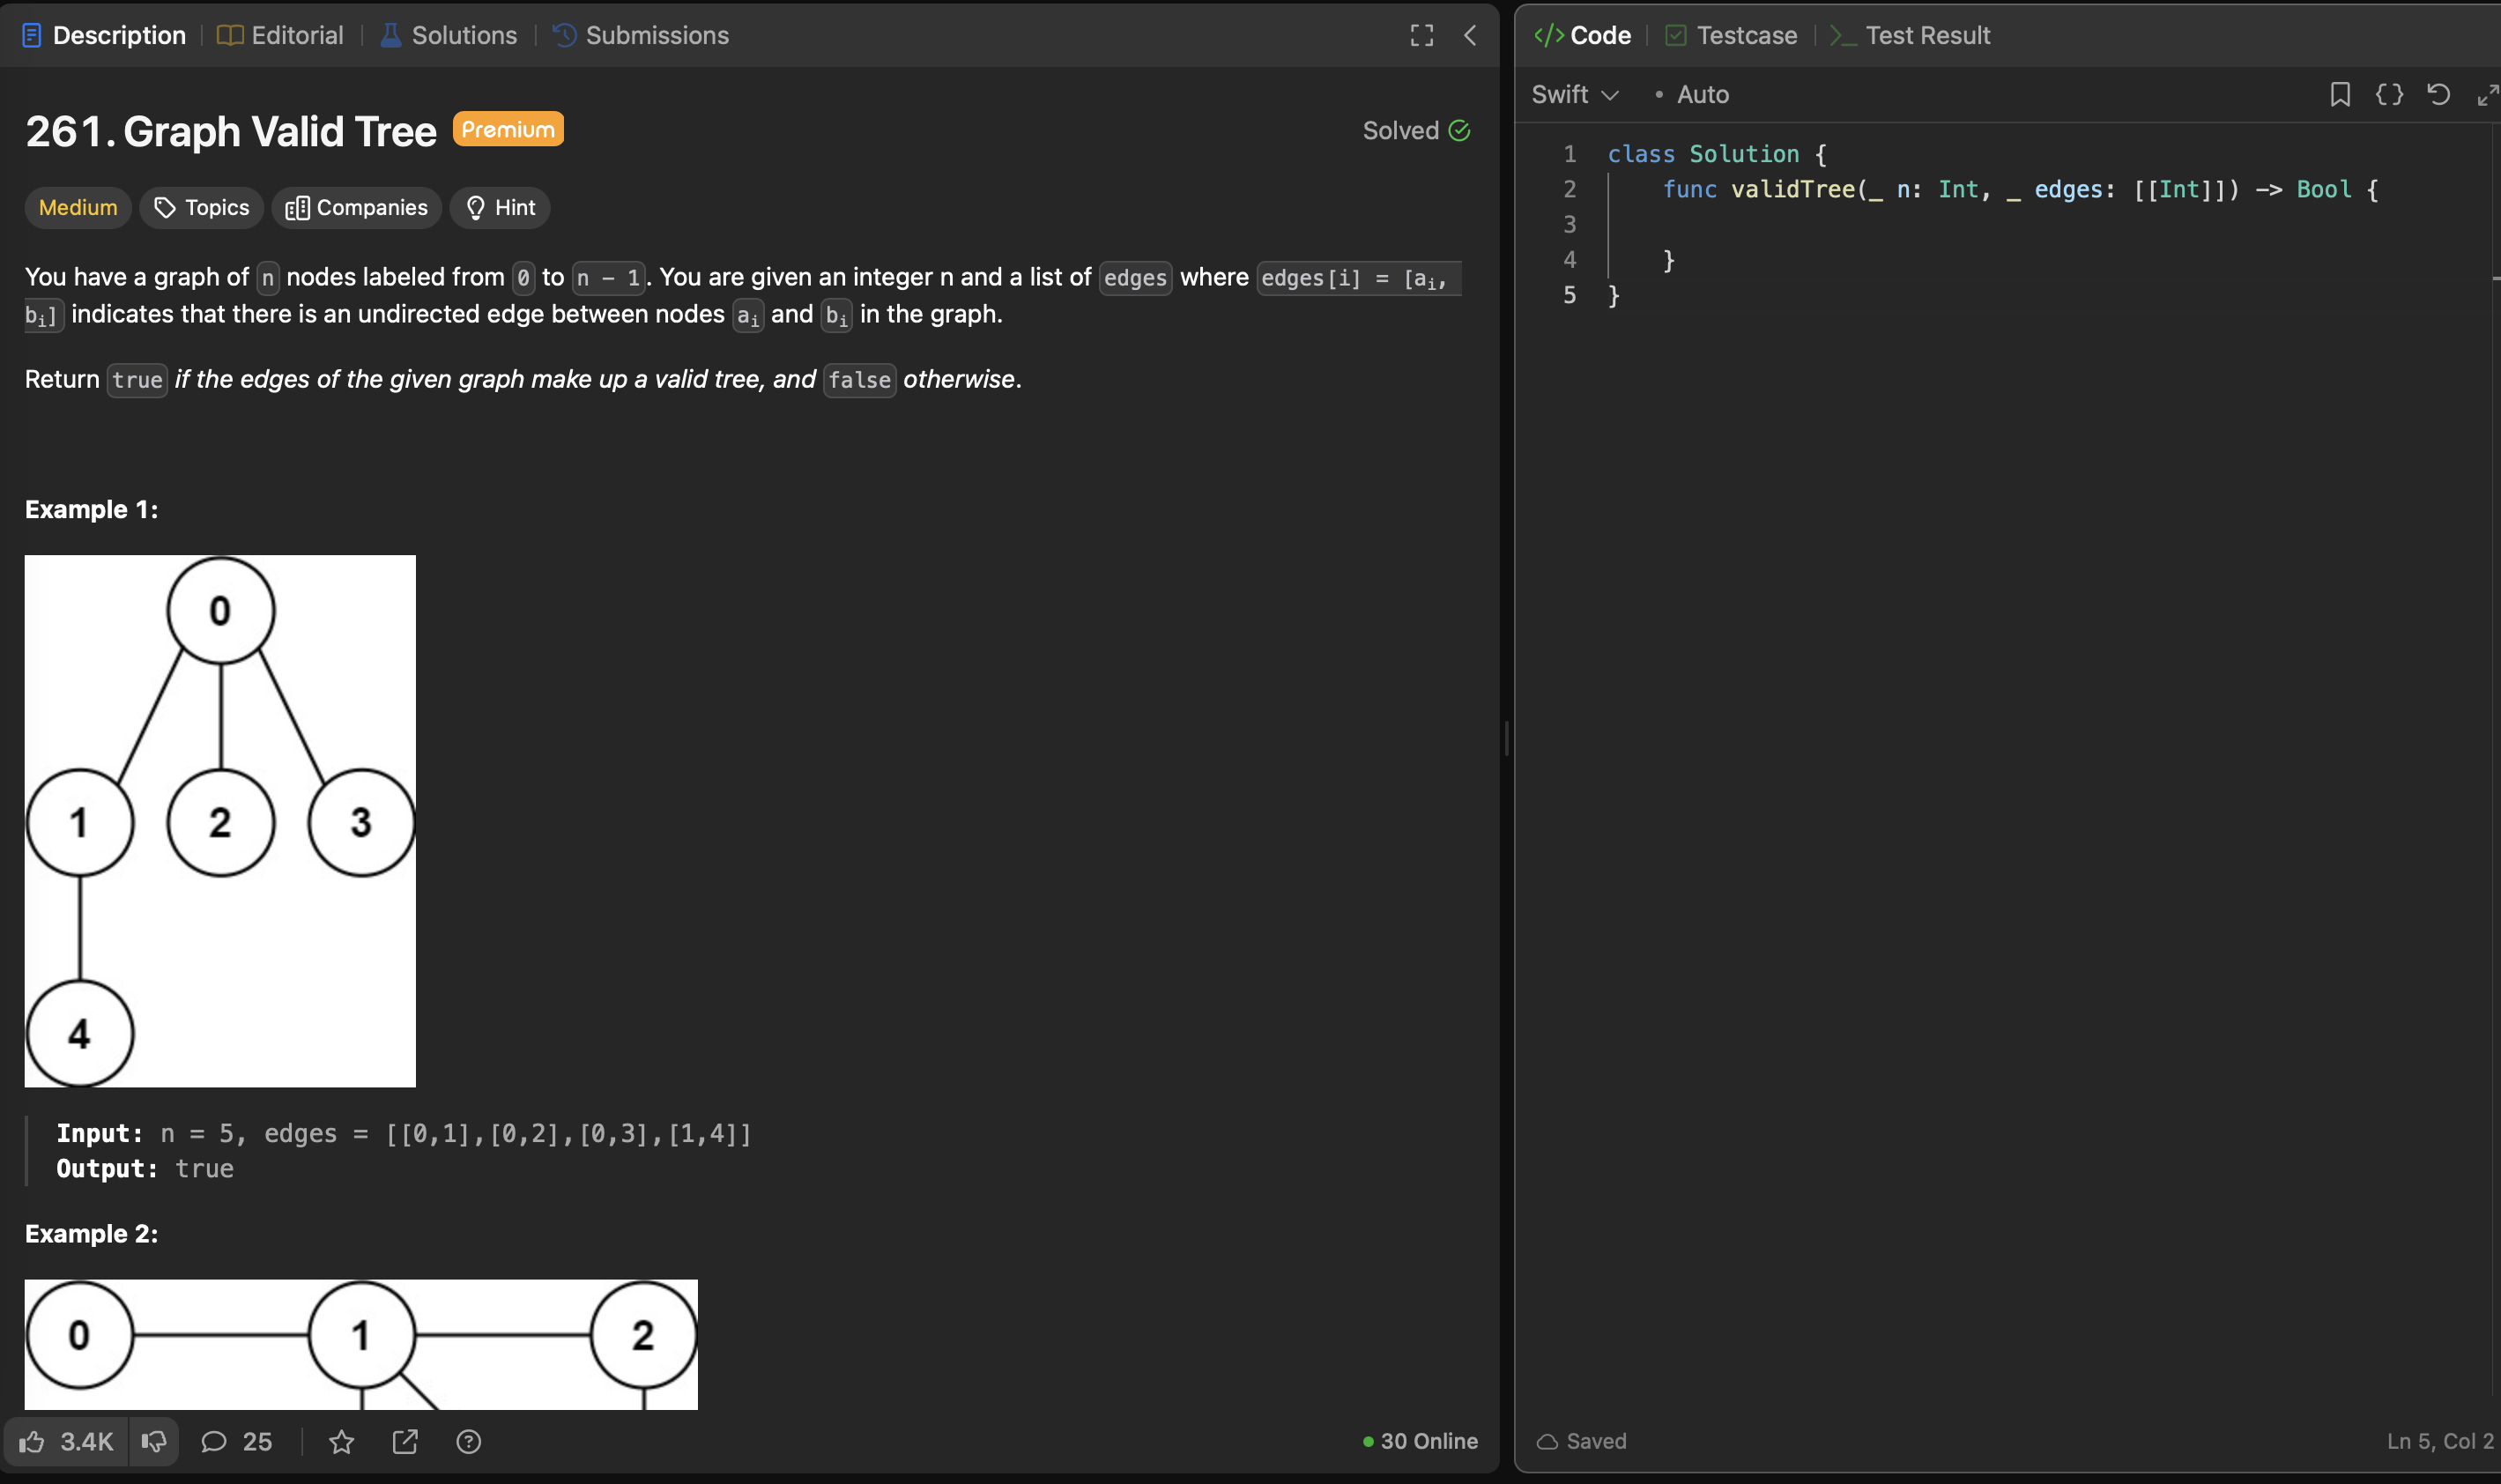 Description | Editorial | Solutions | Submissions
261. Graph Valid Tree Premium
Solved
Medium Topics Companies Hint
You have a graph of n nodes labeled from 0 to n - 1. You are given an integer n and a list of edges where edges[i] = [aᵢ,
bᵢ] indicates that there is an undirected edge between nodes aᵢ and bᵢ in the graph.
Return true if the edges of the given graph make up a valid tree, and false otherwise.
Example 1:
0
1 2 3
4
Input: n = 5, edges = [[0,1],[0,2],[0,3],[1,4]]
Output: true
Example 2:
0 1 2
3.4K 25 30 Online
</> Code | Testcase | >_ Test Result
Swift • Auto
1 class Solution {
2 func validTree(_ n: Int, _ edges: [[Int]]) -> Bool {
3
4 }
5 }
Saved Ln 5, Col 2